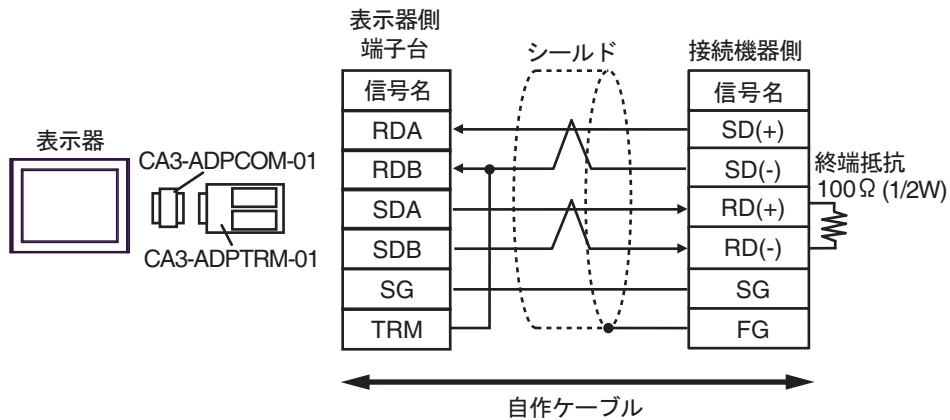 表示器
CA3-ADPCOM-01
CA3-ADPTRM-01
表示器側
端子台
信号名
RDA
RDB
SDA
SDB
SG
TRM
シールド
接続機器側
信号名
SD(+)
SD(-)
RD(+)
RD(-)
SG
FG
終端抵抗
100Ω (1/2W)
自作ケーブル